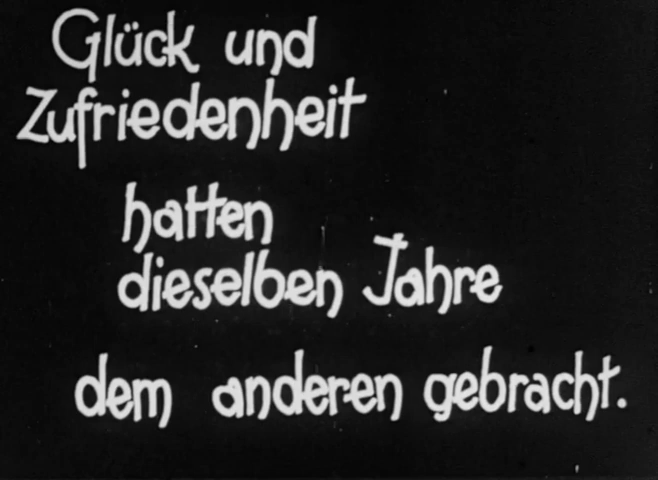 Glück und
Zufriedenheit
hatten
dieselben Jahre
dem anderen gebracht.